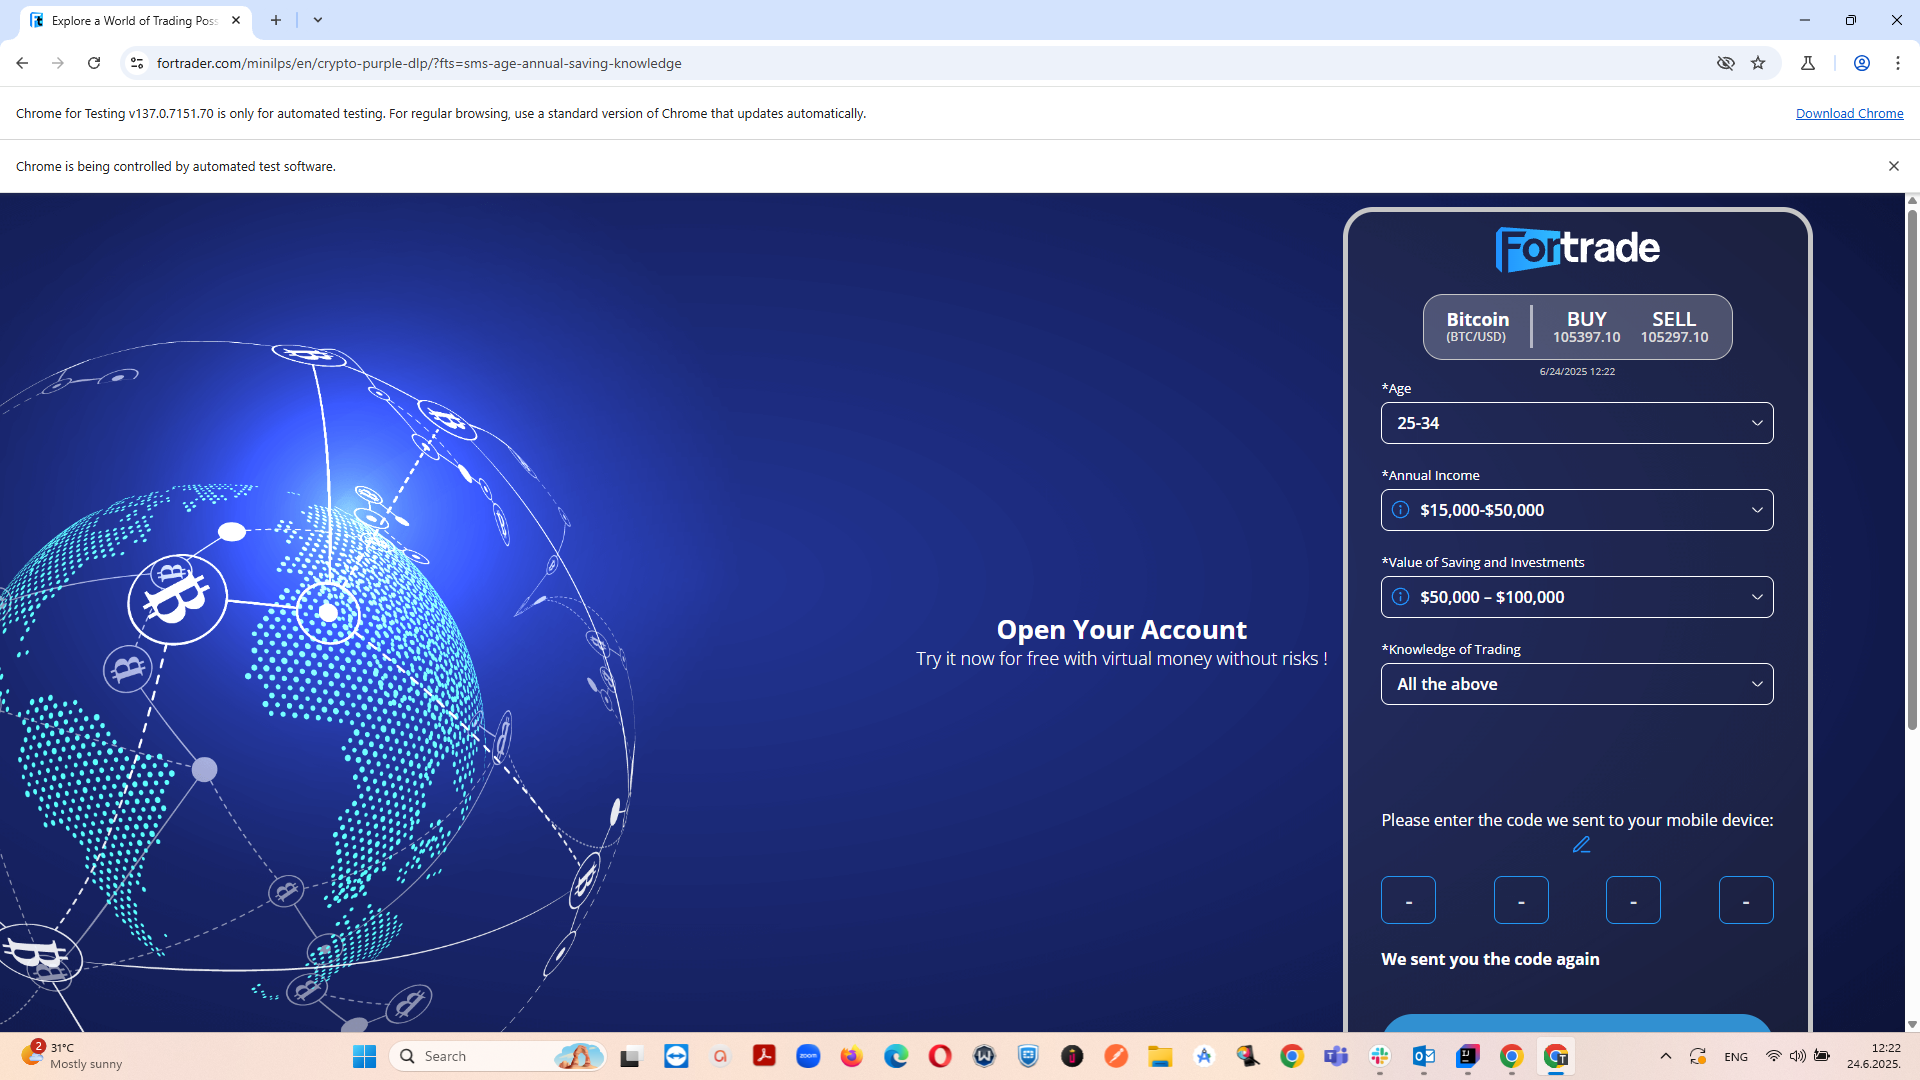 Explore a World of Trading Poss
fortrader.com/minilps/en/crypto-purple-dlp/?fts=sms-age-annual-saving-knowledge
Chrome for Testing v137.0.7151.70 is only for automated testing. For regular browsing, use a standard version of Chrome that updates automatically.
Download Chrome
Chrome is being controlled by automated test software.
Fortrade
Bitcoin
(BTC/USD)
BUY
105397.10
SELL
105297.10
6/24/2025 12:22
*Age
25-34
*Annual Income
$15,000-$50,000
*Value of Saving and Investments
$50,000 – $100,000
*Knowledge of Trading
All the above
Open Your Account
Try it now for free with virtual money without risks !
Please enter the code we sent to your mobile device:
-
-
-
-
We sent you the code again
2
31°C
Mostly sunny
Search
zoom
ENG
12:22
24.6.2025.